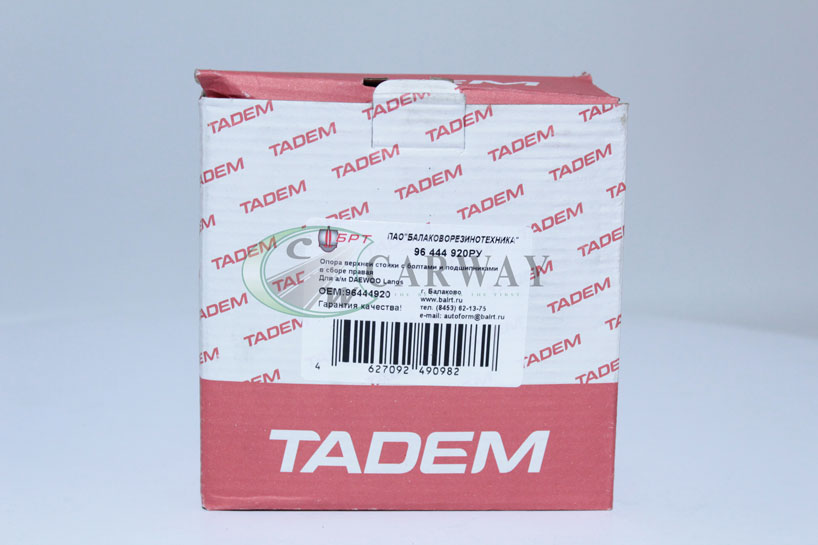 TADEM
TADEM TADEM TADEM
TADEM TADEM TADEM TADEM
TADEM
БРТ ПАО"БАЛАКОВОРЕЗИНОТЕХНИКА"
96 444 920РУ
Опора верхней стойки с болтами и подшипниками
в сборе правая
Для а/м DAEWOO Lanos
CARWAY
OEM:96444920
г. Балаково
www.balrt.ru
Гарантия качества!
тел. (8453) 62-13-75
e-mail: autoform@balrt.ru
4 627092 490982
TADEM TADEM TADEM
TADEM